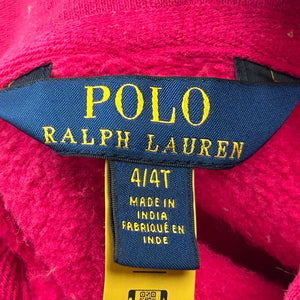 POLO
RALPH LAUREN
4/4T
MADE IN
INDIA
FABRIQUÉ EN
INDE